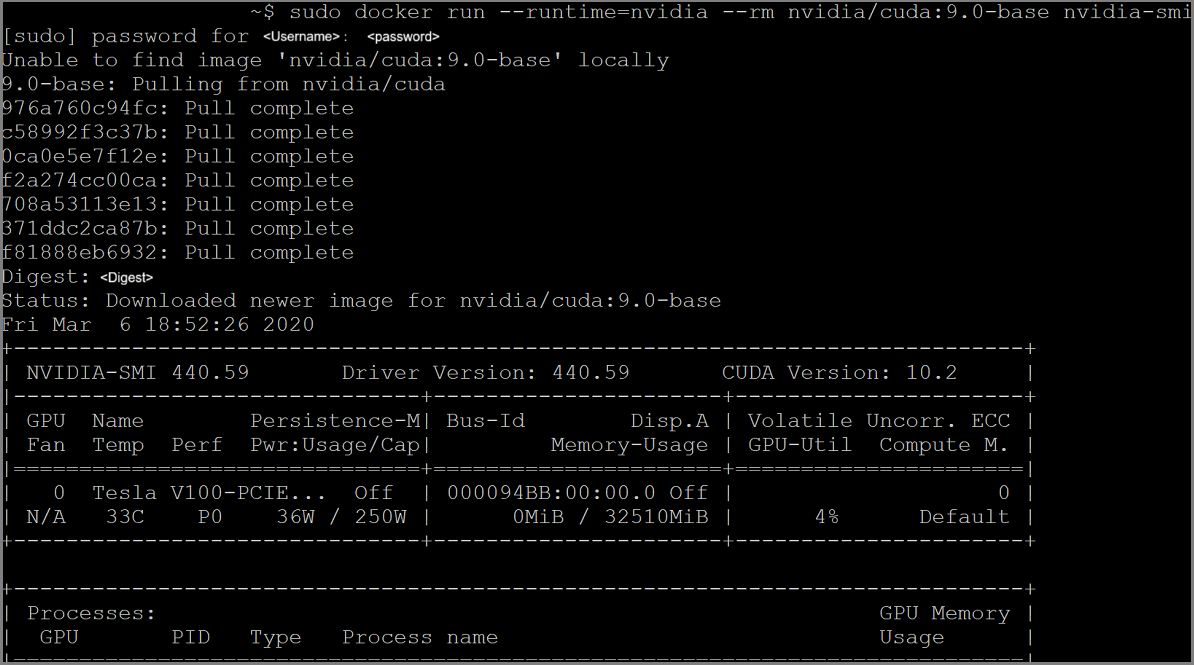 ~$ sudo docker run --runtime=nvidia --rm nvidia/cuda:9.0-base nvidia-smi
[sudo] password for <Username>: <password>
Unable to find image 'nvidia/cuda:9.0-base' locally
9.0-base: Pulling from nvidia/cuda
976a760c94fc: Pull complete
c58992f3c37b: Pull complete
0ca0e5e7f12e: Pull complete
f2a274cc00ca: Pull complete
708a53113e13: Pull complete
371ddc2ca87b: Pull complete
f81888eb6932: Pull complete
Digest: <Digest>
Status: Downloaded newer image for nvidia/cuda:9.0-base
Fri Mar  6 18:52:26 2020
+-----------------------------------------------------------------------------+
| NVIDIA-SMI 440.59       Driver Version: 440.59       CUDA Version: 10.2     |
|-------------------------------+----------------------+----------------------+
| GPU  Name        Persistence-M| Bus-Id        Disp.A | Volatile Uncorr. ECC |
| Fan  Temp  Perf  Pwr:Usage/Cap|         Memory-Usage | GPU-Util  Compute M. |
|===============================+======================+======================|
|   0  Tesla V100-PCIE...  Off  | 000094BB:00:00.0 Off |                    0 |
| N/A   33C    P0    36W / 250W |      0MiB / 32510MiB |      4%      Default |
+-------------------------------+----------------------+----------------------+
+-----------------------------------------------------------------------------+
| Processes:                                                       GPU Memory |
|  GPU       PID   Type   Process name                             Usage      |
|-----------------------------------------------------------------------------|